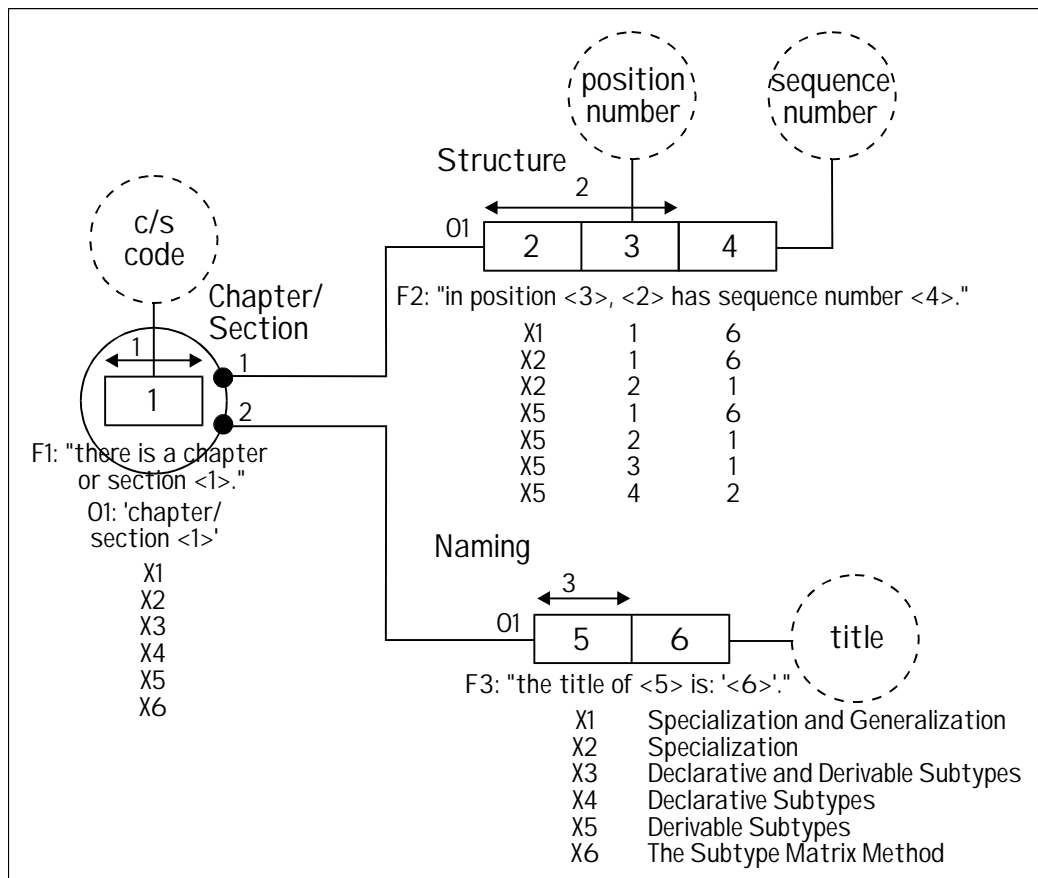 position
number
sequence
number
Structure
2
c/s
code
O1
2 3 4
Chapter/
Section
F2: "in position <3>, <2> has sequence number <4>."
1
1
1
X1 1 6
X2 1 6
X2 2 1
X5 1 6
X5 2 1
X5 3 1
X5 4 2
2
F1: "there is a chapter
or section <1>."
O1: 'chapter/
section <1>'
X1
X2
X3
X4
X5
X6
Naming
3
O1
5 6
title
F3: "the title of <5> is: '<6>'."
X1 Specialization and Generalization
X2 Specialization
X3 Declarative and Derivable Subtypes
X4 Declarative Subtypes
X5 Derivable Subtypes
X6 The Subtype Matrix Method